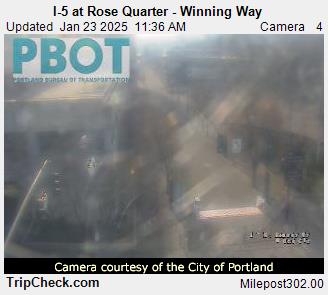 I-5 at Rose Quarter - Winning Way
Updated Jan 23 2025 11:36 AM Camera 4
PBOT
PORTLAND BUREAU OF TRANSPORTATION
Camera courtesy of the City of Portland
TripCheck.com Milepost302.00